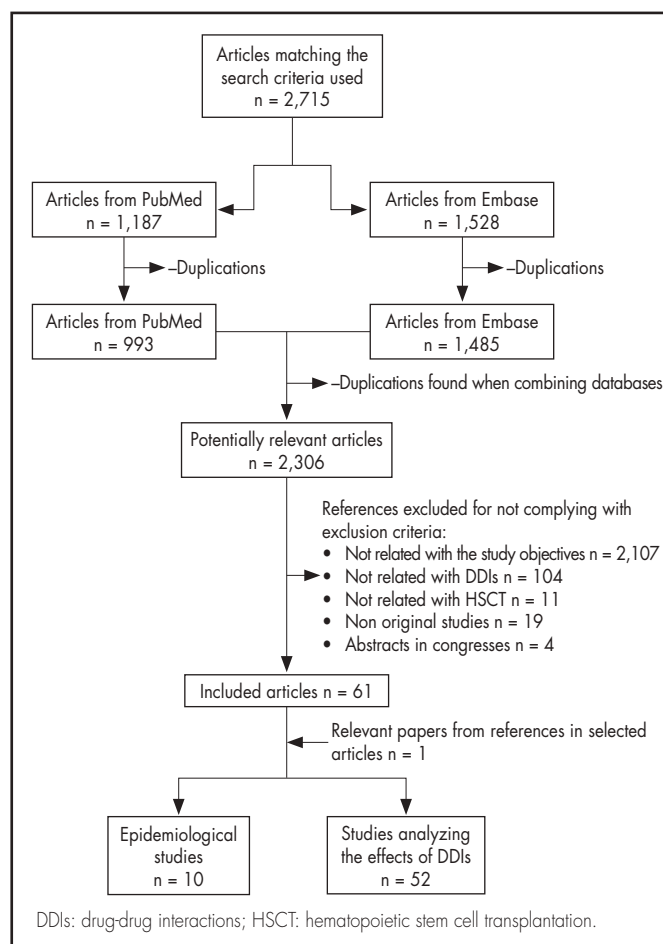 Articles matching the
search criteria used
n = 2,715
Articles from PubMed
n = 1,187
Articles from Embase
n = 1,528
–Duplications
–Duplications
Articles from PubMed
n = 993
Articles from Embase
n = 1,485
–Duplications found when combining databases
Potentially relevant articles
n = 2,306
References excluded for not complying with
exclusion criteria:
• Not related with the study objectives n = 2,107
• Not related with DDIs n = 104
• Not related with HSCT n = 11
• Non original studies n = 19
• Abstracts in congresses n = 4
Included articles n = 61
Relevant papers from references in selected
articles n = 1
Epidemiological
studies
n = 10
Studies analyzing
the effects of DDIs
n = 52
DDIs: drug-drug interactions; HSCT: hematopoietic stem cell transplantation.